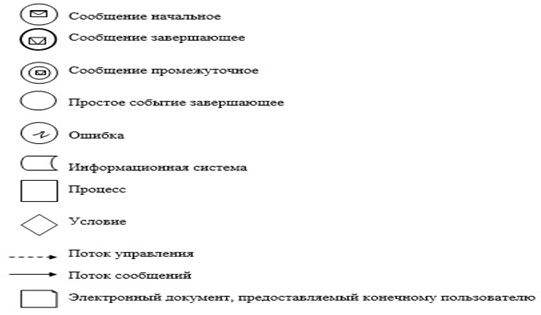 Сообщение начальное
Сообщение завершающее
Сообщение промежуточное
Простое событие завершающее
Ошибка
Информационная система
Процесс
Условие
Поток управления
Поток сообщений
Электронный документ, предоставляемый конечному пользователю